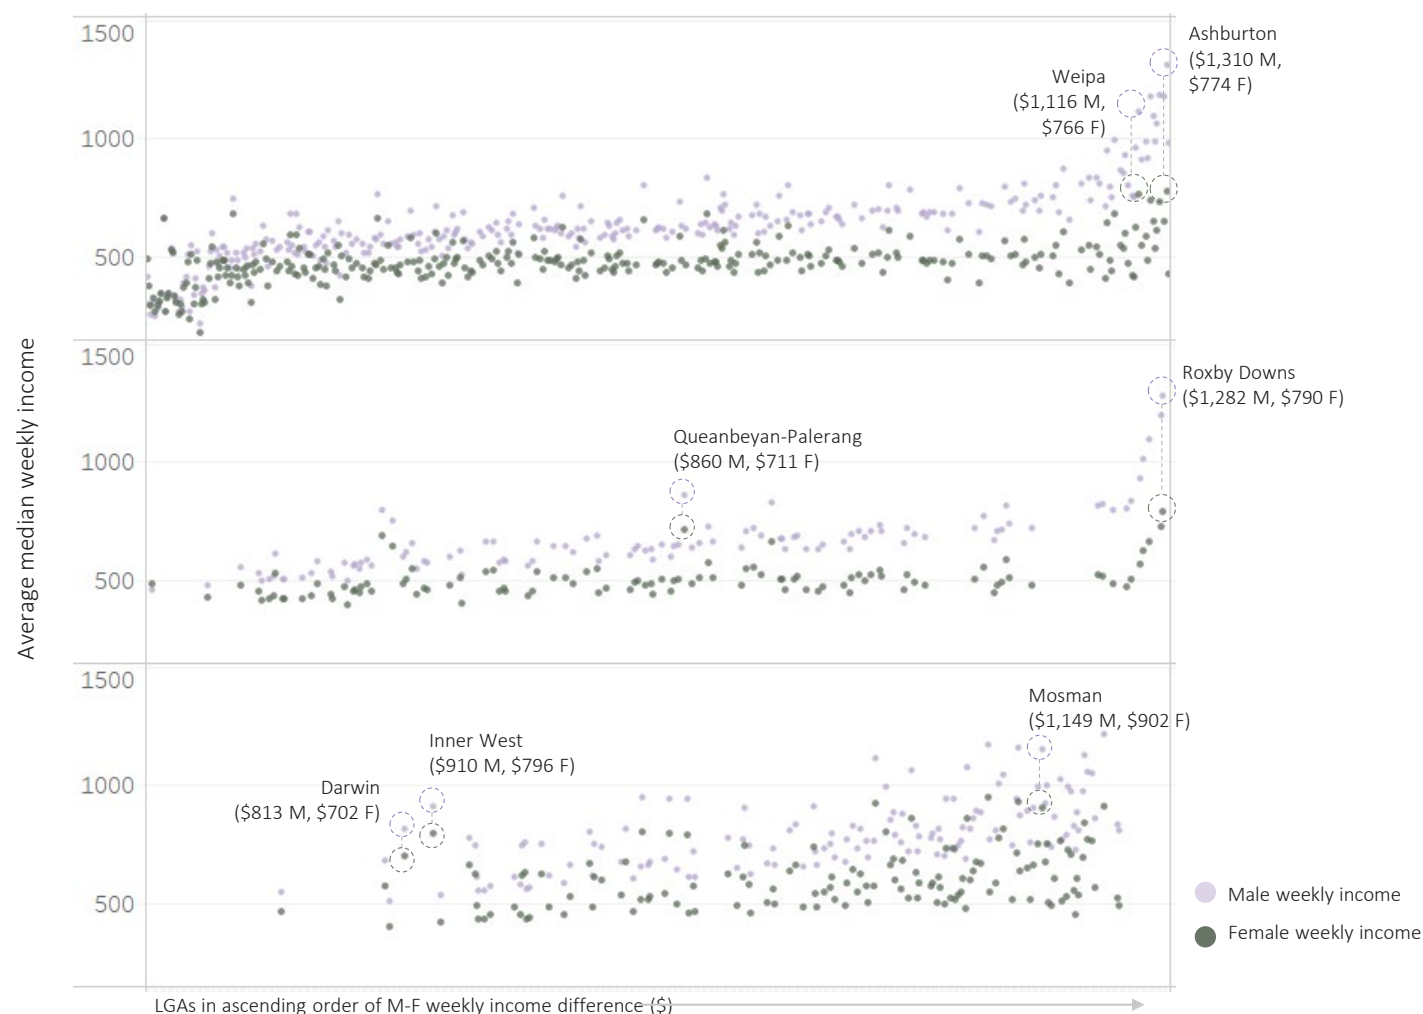 1500
Ashburton
($1,310 M,
$774 F)
Weipa
($1,116 M,
$766 F)
1000
500
1500
Roxby Downs
($1,282 M, $790 F)
Queanbeyan-Palerang
($860 M, $711 F)
1000
500
Average median weekly income
1500
Mosman
($1,149 M, $902 F)
Inner West
($910 M, $796 F)
Darwin
($813 M, $702 F)
1000
500
Male weekly income
Female weekly income
LGAs in ascending order of M-F weekly income difference ($)